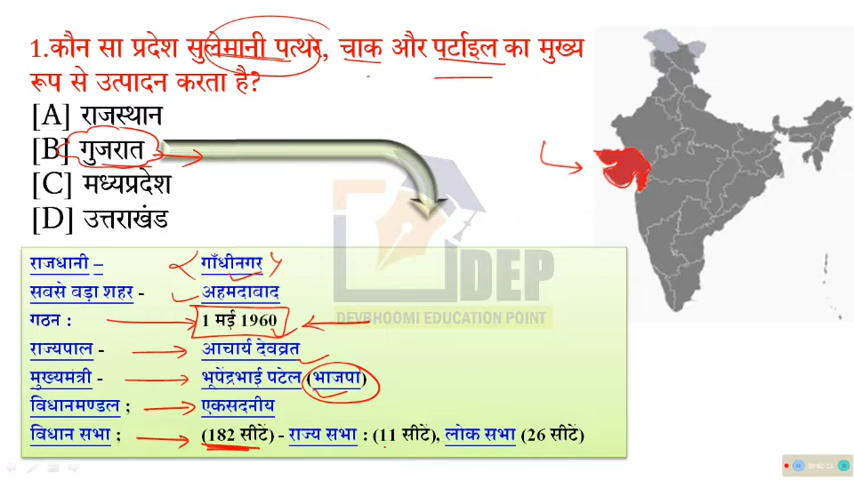 1.कौन सा प्रदेश सुलेमानी पत्थर, चाक और पर्टाइल का मुख्य
रूप से उत्पादन करता है?
[A] राजस्थान
[B] गुजरात
[C] मध्यप्रदेश
[D] उत्तराखंड
राजधानी – गाँधीनगर
सबसे बडा शहर - अहमदावाद
गठन : 1 मई 1960
राज्यपाल - आचार्य देवव्रत
मुख्यमंत्री - भूपेंद्रभाई पटेल (भाजपा)
विधानमण्डल ; एकसदनीय
विधान सभा ; (182 सीटें) - राज्य सभा : (11 सीटें), लोक सभा (26 सीटें)
DEP
DEVBHOOMI EDUCATION POINT